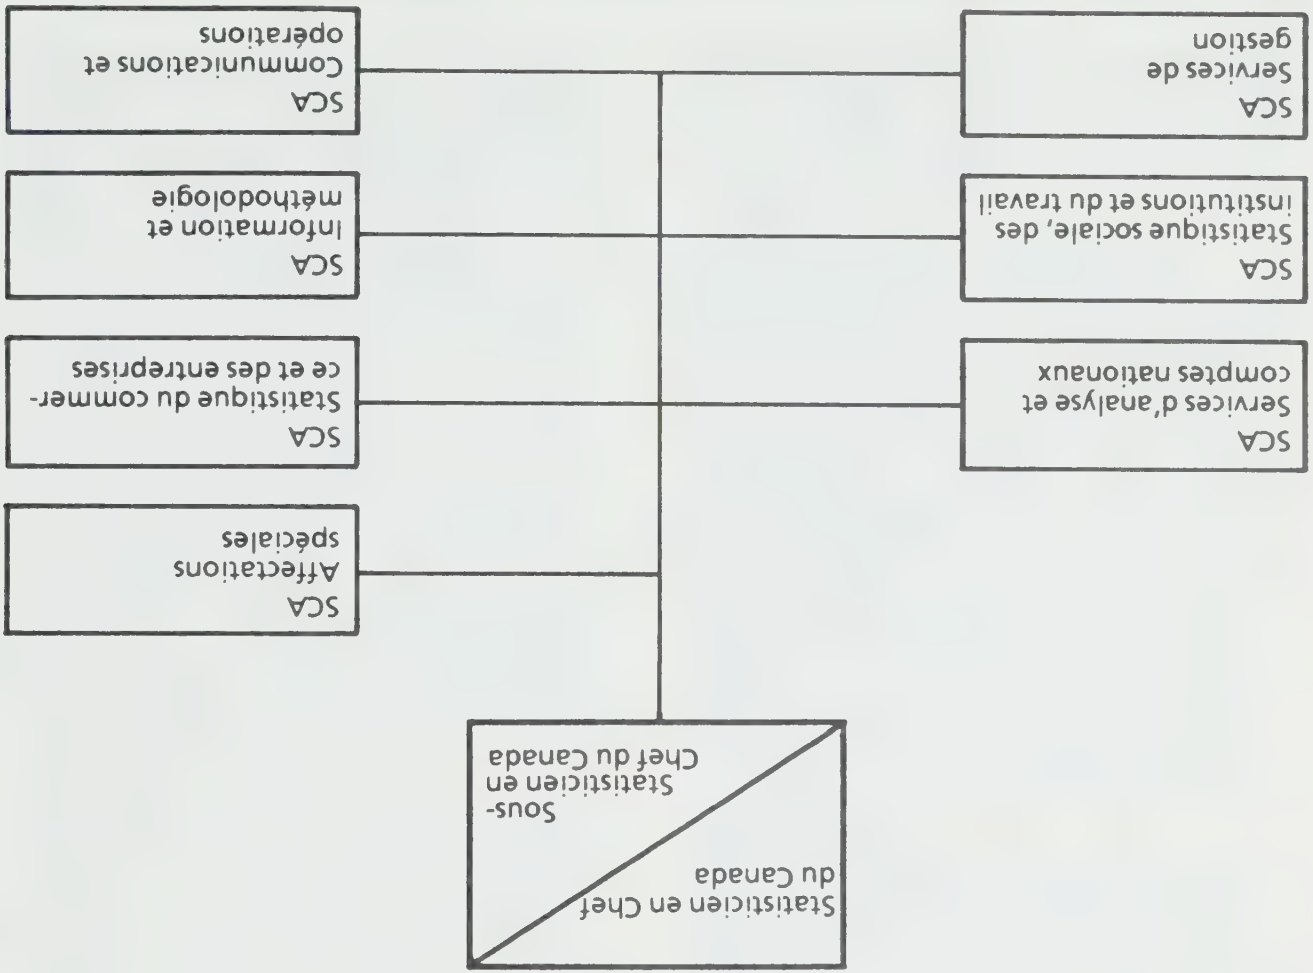 Statisticien en Chef
du Canada
Sous-
Statisticien en
Chef du Canada
SCA
Affectations
spéciales
SCA
Services d'analyse et
comptes nationaux
SCA
Statistique du commer-
ce et des entreprises
SCA
Statistique sociale, des
institutions et du travail
SCA
Information et
méthodologie
SCA
Services de
gestion
SCA
Communications et
opérations